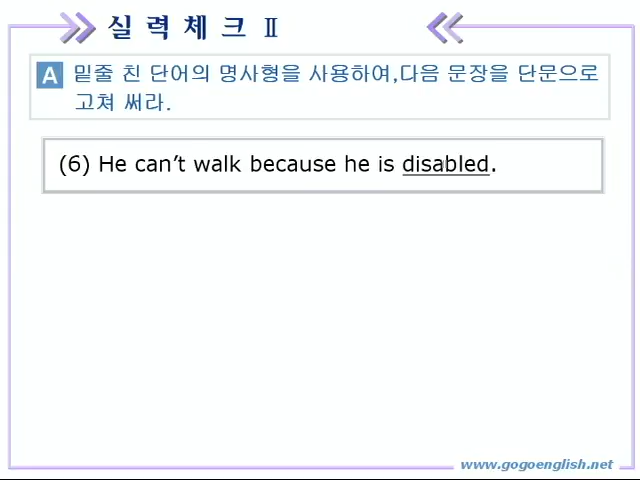 실 력 체 크 Ⅱ
A 밑줄 친 단어의 명사형을 사용하여,다음 문장을 단문으로
고쳐 써라.
(6) He can’t walk because he is disabled.
www.gogoenglish.net